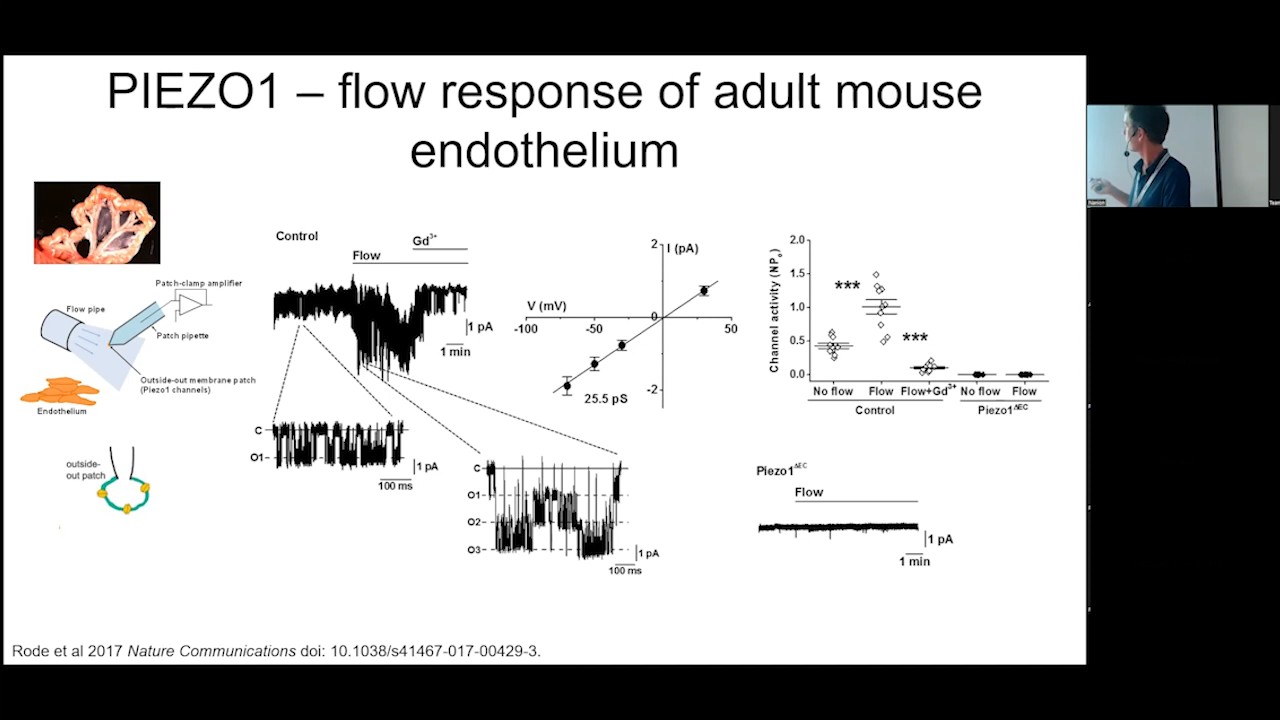 PIEZO1 – flow response of adult mouse
endothelium
Patch-clamp amplifier
Flow pipe
Patch pipette
Outside-out membrane patch
(Piezo1 channels)
Endothelium
outside-
out patch
Control
Gd3+
Flow
1 pA
1 min
C
O1
1 pA
100 ms
C
O1
O2
O3
1 pA
100 ms
2
I (pA)
V (mV)
0
-100
-50
50
-2
25.5 pS
Channel activity (NPo)
2.0
1.5
1.0
0.5
0.0
***
***
No flow Flow Flow+Gd3+ No flow Flow
Control Piezo1ΔEC
Piezo1ΔEC
Flow
1 pA
1 min
Rode et al 2017 Nature Communications doi: 10.1038/s41467-017-00429-3.